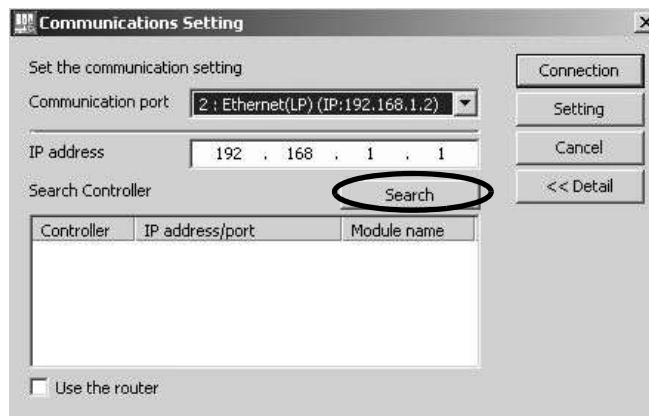 Communications Setting
Set the communication setting
Connection
Communication port 2 : Ethernet(LP) (IP:192.168.1.2)
Setting
IP address 192 . 168 . 1 . 1
Cancel
Search Controller Search
<< Detail
Controller IP address/port Module name
Use the router